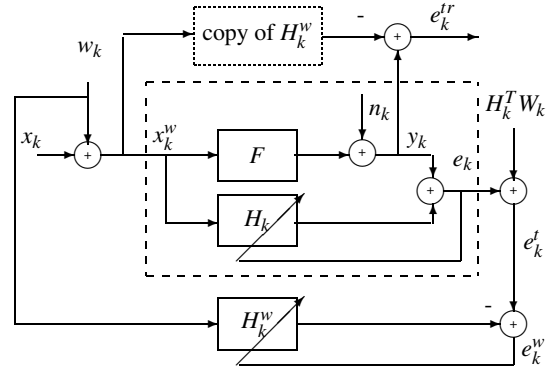 copy of $H_k^w$
-
$e_k^{tr}$
$w_k$
+
$n_k$
$H_k^T W_k$
$x_k$
$x_k^w$
$y_k$
+
F
+
$e_k$
+
+
$H_k$
$e_k^t$
-
$H_k^w$
+
$e_k^w$